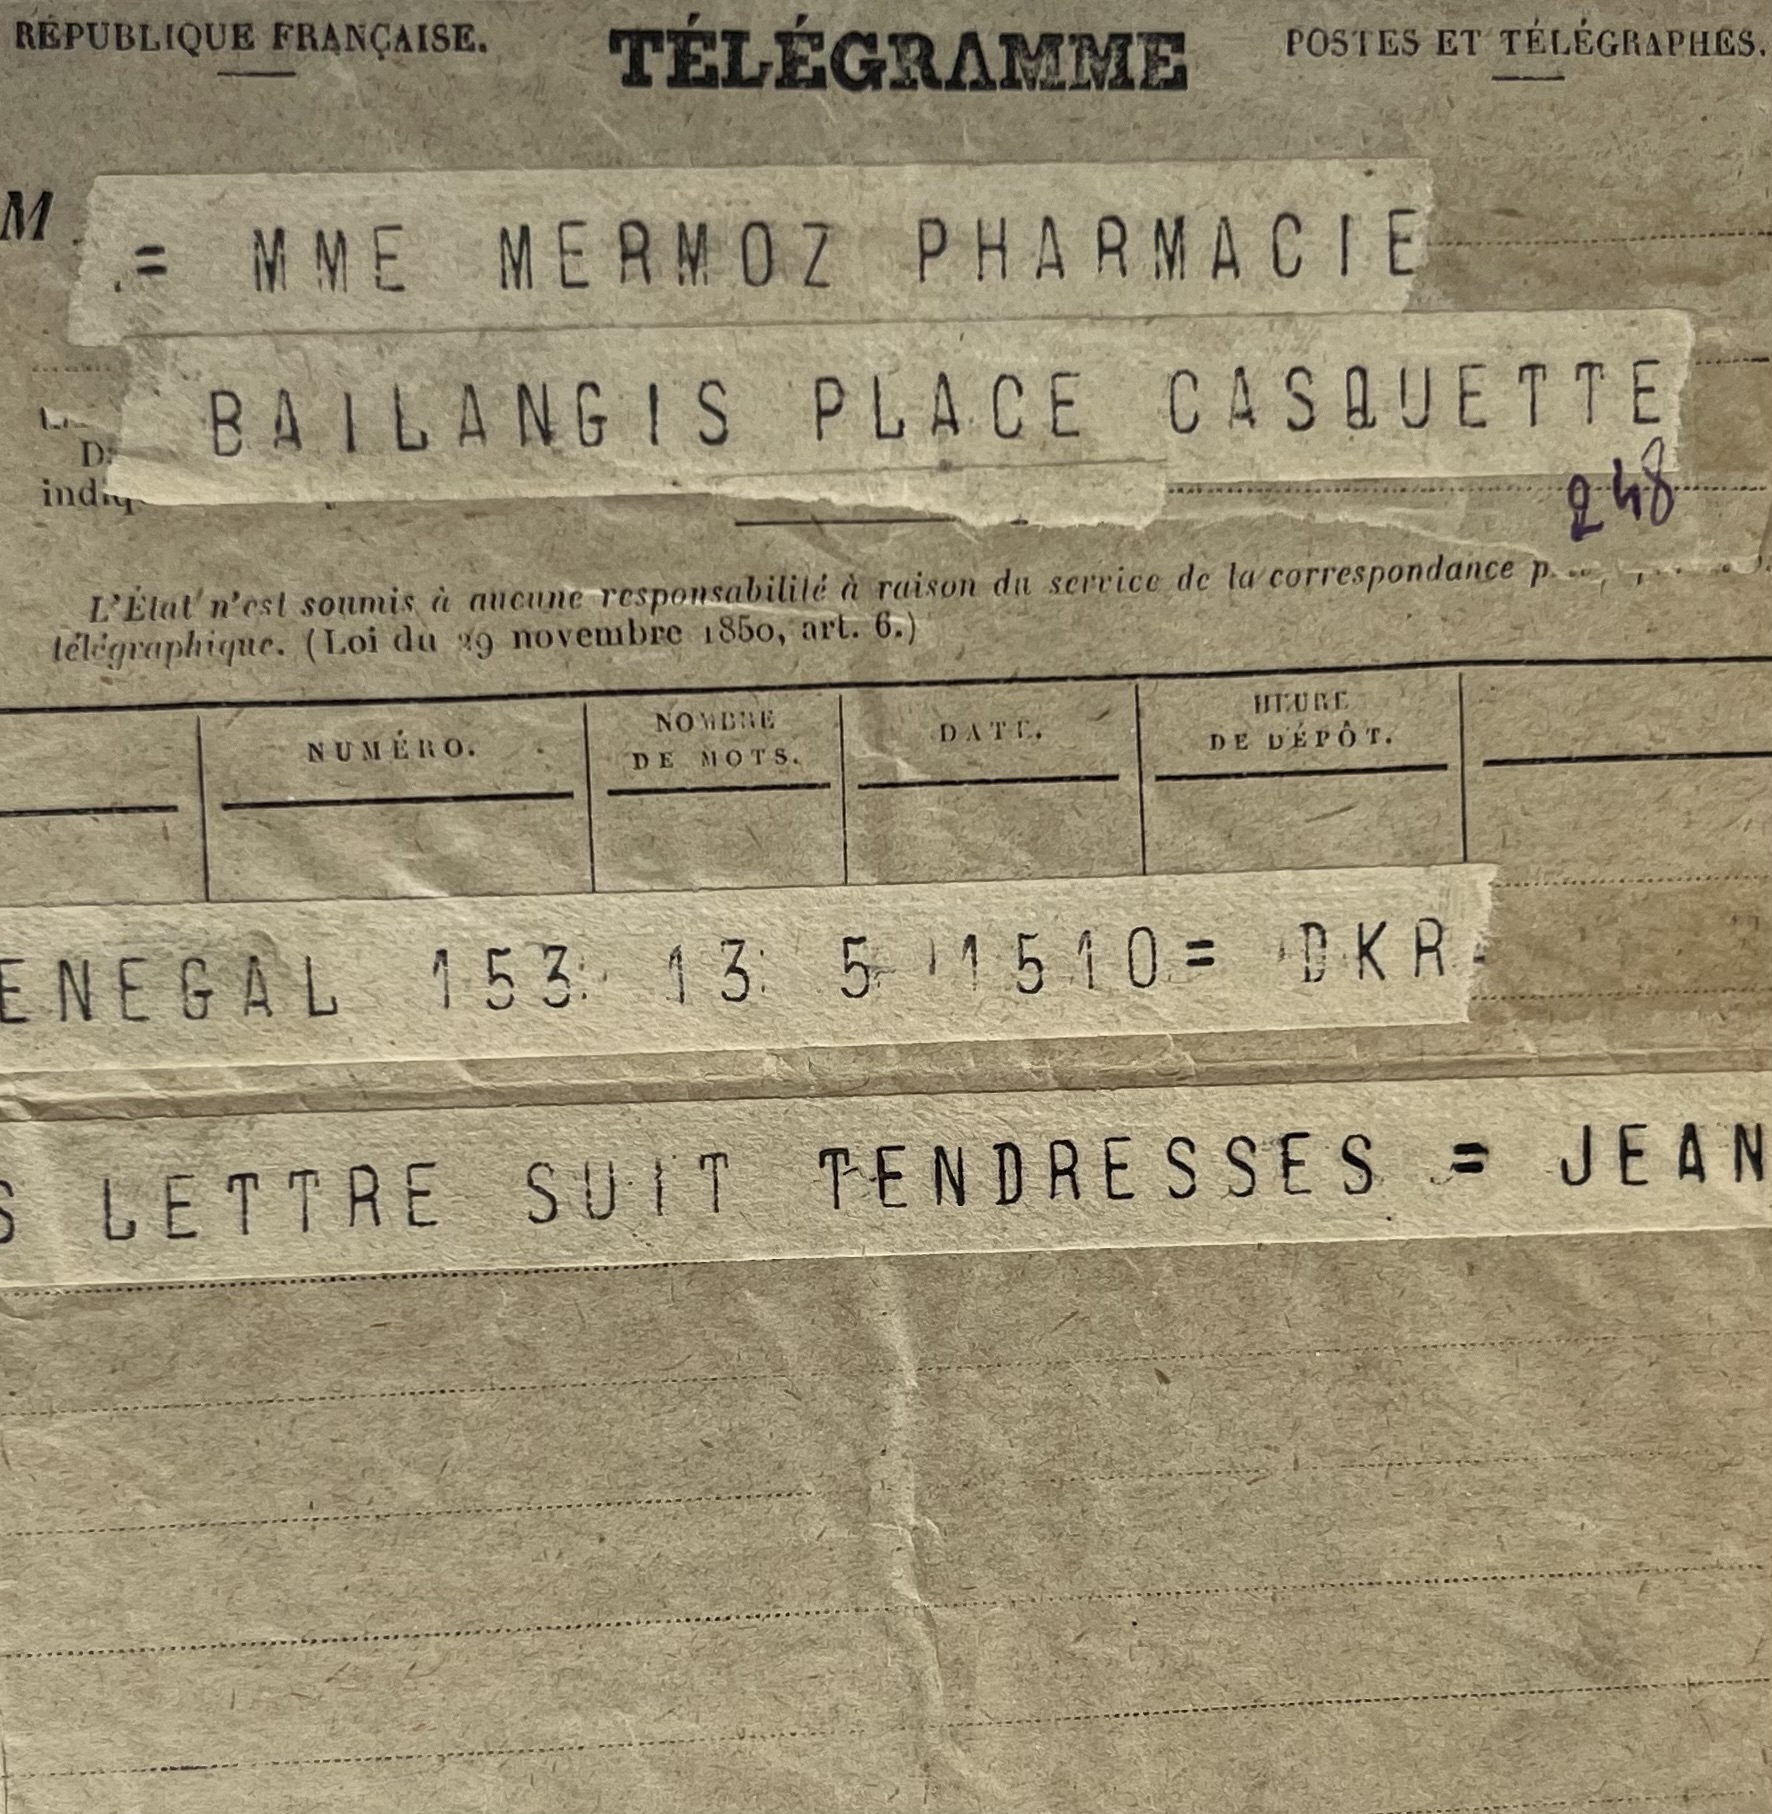 RÉPUBLIQUE FRANÇAISE. TÉLÉGRAMME POSTES ET TÉLÉGRAPHES.
M = MME MERMOZ PHARMACIE
BAILANGIS PLACE CASQUETTE
248
L'État n'est soumis à aucune responsabilité à raison du service de la correspondance
télégraphique. (Loi du 29 novembre 1850, art. 6.)
NUMÉRO. NOMBRE DE MOTS. DATE. HEURE DE DÉPÔT.
ENEGAL 153 13 5 1510= DKR
S LETTRE SUIT TENDRESSES = JEAN